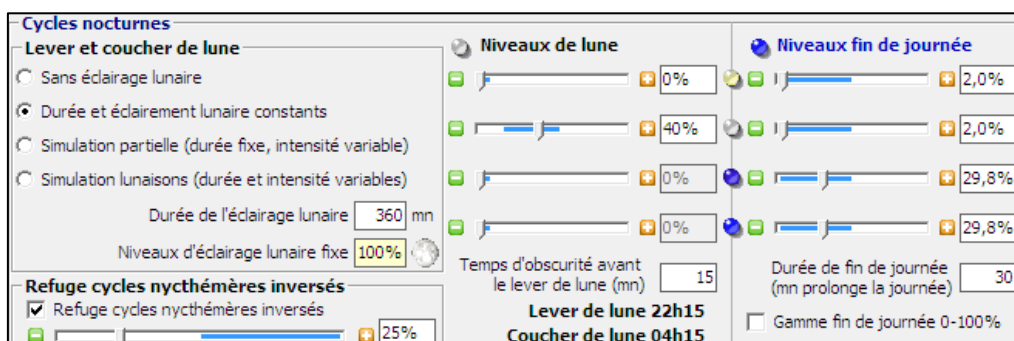 Cycles nocturnes
Lever et coucher de lune
Sans éclairage lunaire
Durée et éclairement lunaire constants
Simulation partielle (durée fixe, intensité variable)
Simulation lunaisons (durée et intensité variables)
Durée de l'éclairage lunaire 360 mn
Niveaux d'éclairage lunaire fixe 100%
Refuge cycles nycthémères inversés
Refuge cycles nycthémères inversés
25%
Niveaux de lune
0%
40%
0%
0%
Temps d'obscurité avant
le lever de lune (mn) 15
Lever de lune 22h15
Coucher de lune 04h15
Niveaux fin de journée
2,0%
2,0%
29,8%
29,8%
Durée de fin de journée
(mn prolonge la journée) 30
Gamme fin de journée 0-100%